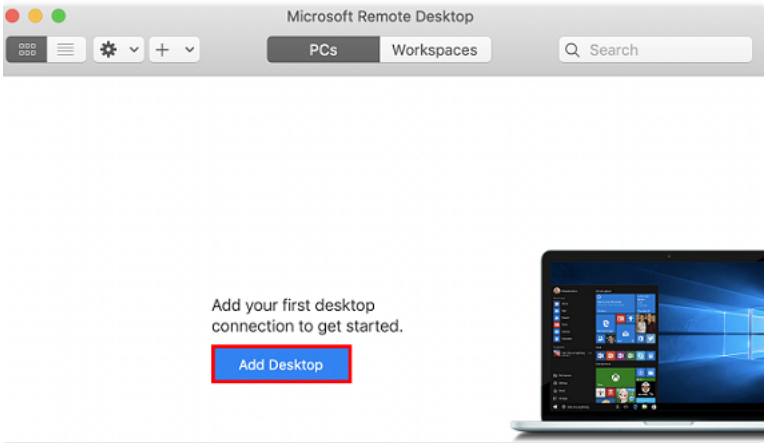 Microsoft Remote Desktop
PCs
Workspaces
Search
Add your first desktop
connection to get started.
Add Desktop